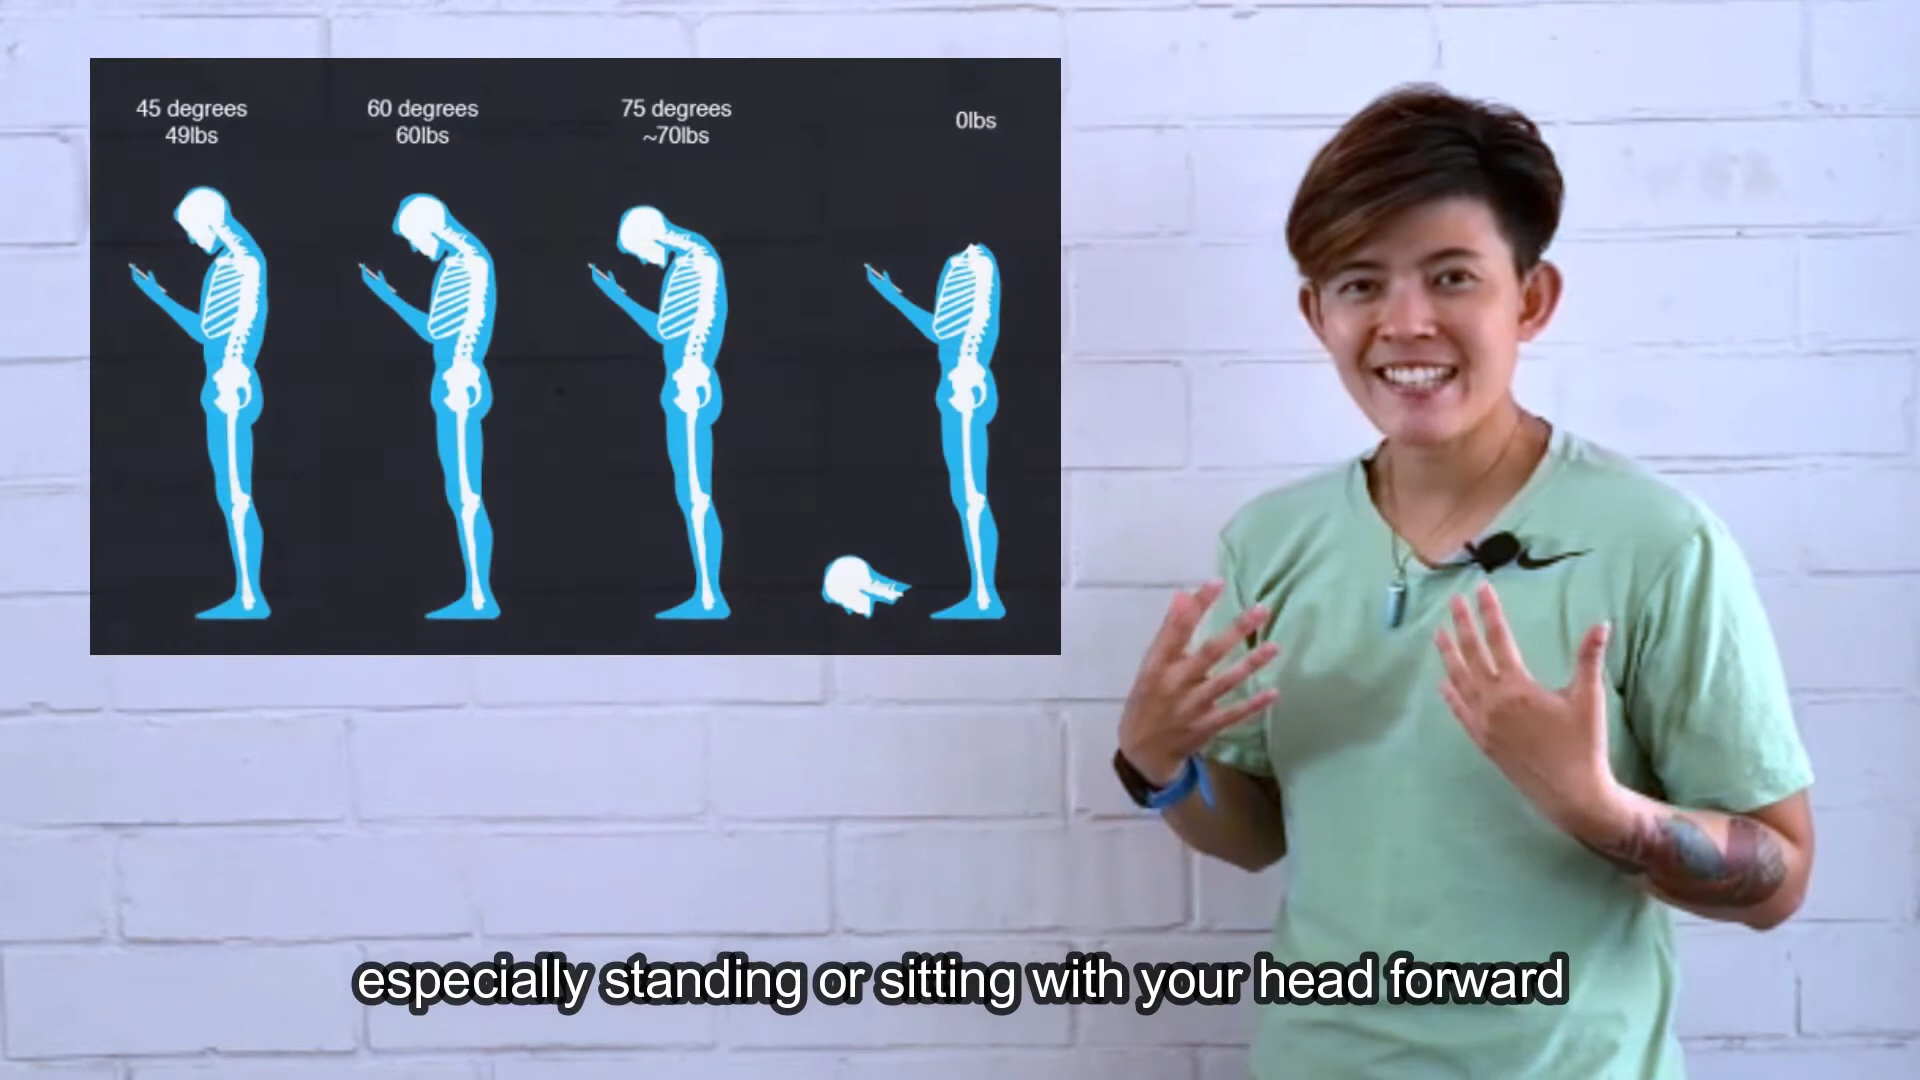 45 degrees
49lbs
60 degrees
60lbs
75 degrees
~70lbs
0lbs
especially standing or sitting with your head forward